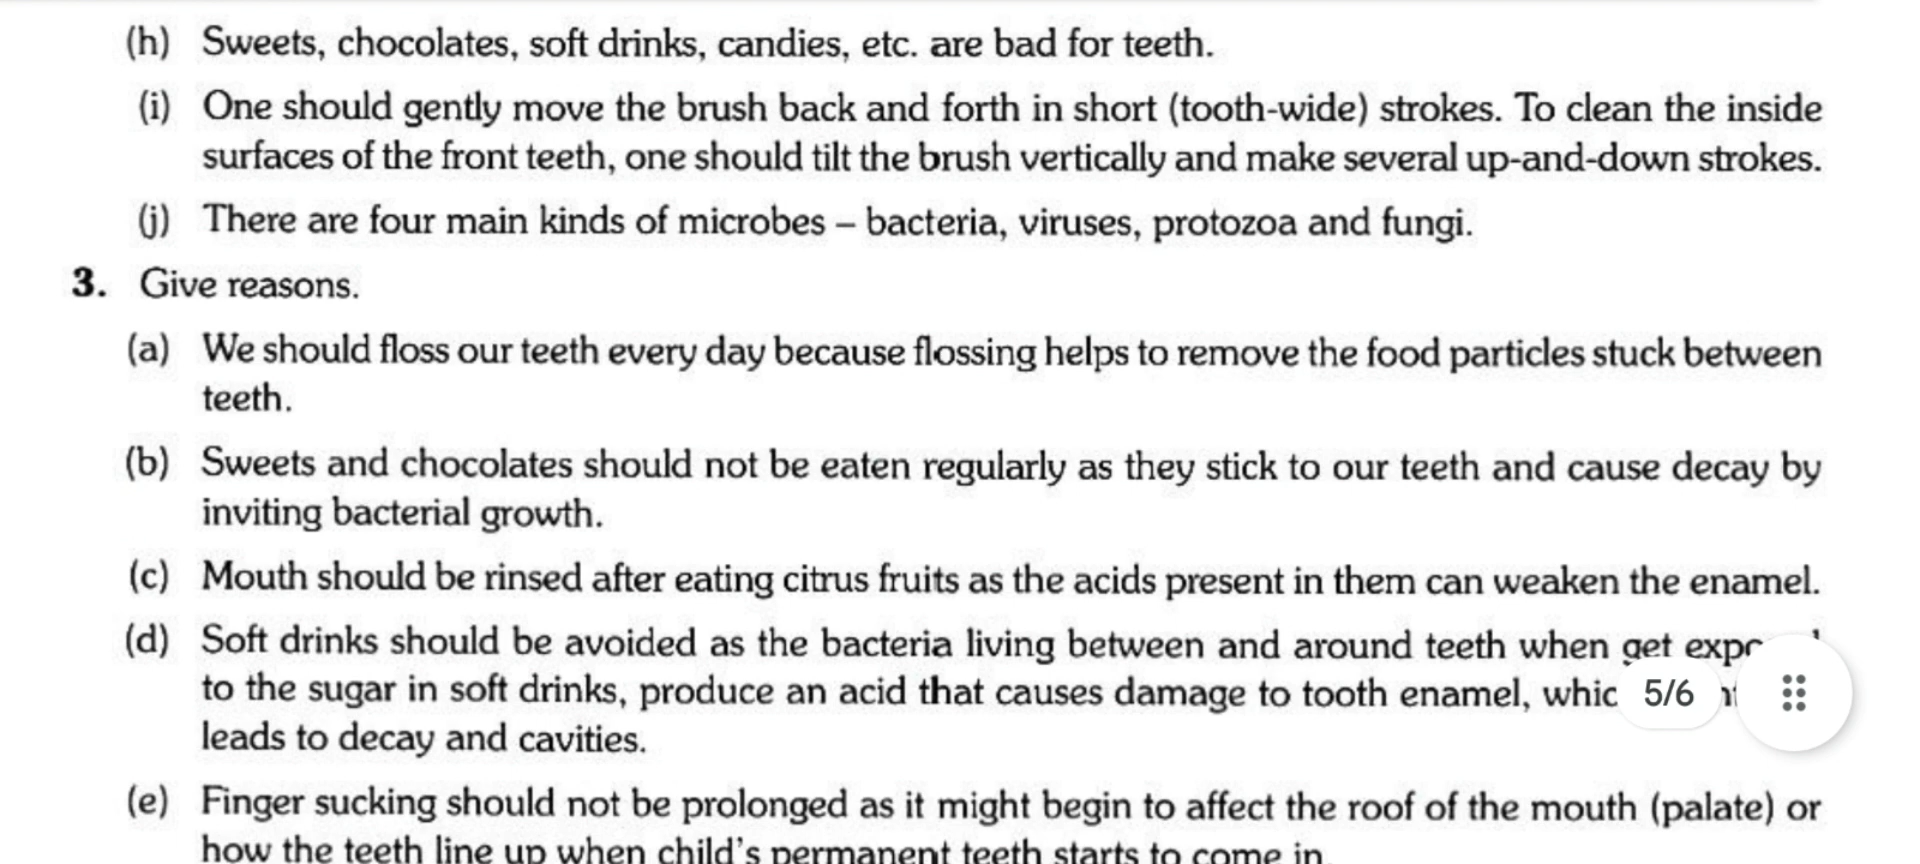 (h) Sweets, chocolates, soft drinks, candies, etc. are bad for teeth.
(i) One should gently move the brush back and forth in short (tooth-wide) strokes. To clean the inside
surfaces of the front teeth, one should tilt the brush vertically and make several up-and-down strokes.
(j) There are four main kinds of microbes – bacteria, viruses, protozoa and fungi.
3. Give reasons.
(a) We should floss our teeth every day because flossing helps to remove the food particles stuck between
teeth.
(b) Sweets and chocolates should not be eaten regularly as they stick to our teeth and cause decay by
inviting bacterial growth.
(c) Mouth should be rinsed after eating citrus fruits as the acids present in them can weaken the enamel.
(d) Soft drinks should be avoided as the bacteria living between and around teeth when get
to the sugar in soft drinks, produce an acid that causes damage to tooth enamel, 5/6
leads to decay and cavities.
(e) Finger sucking should not be prolonged as it might begin to affect the roof of the mouth (palate) or
how the teeth line up when child's permanent teeth starts to come in.